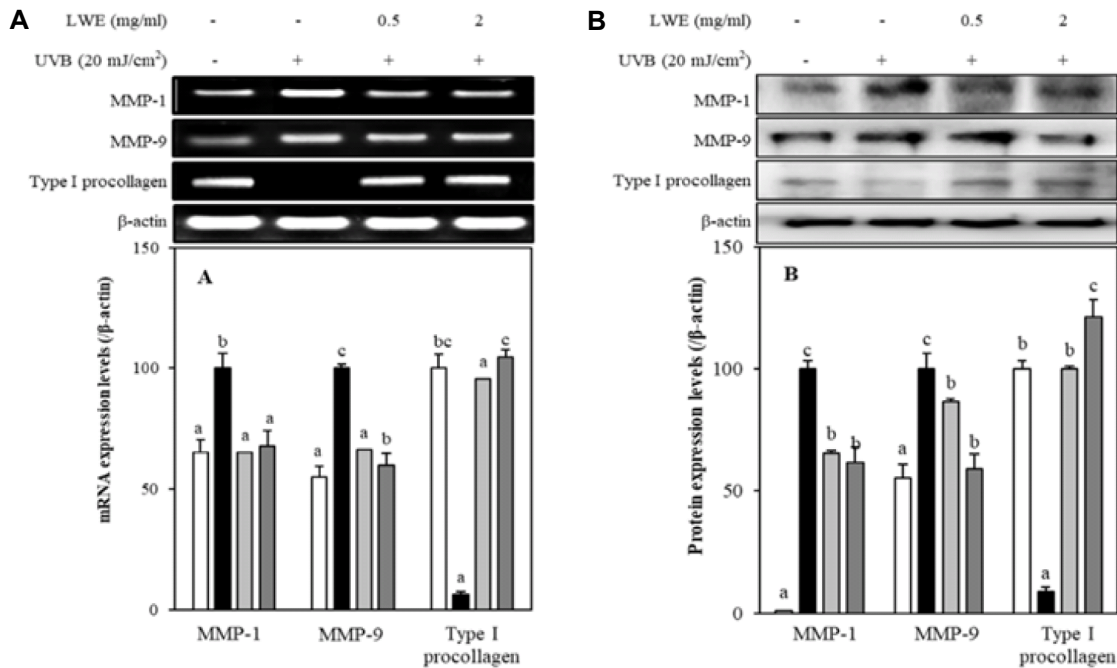 A
LWE (mg/ml) - - 0.5 2
UVB (20 mJ/cm²) - + + +
MMP-1
MMP-9
Type I procollagen
β-actin
150
100
50
0
mRNA expression levels (/β-actin)
A
a b a a
a c a b
bc a a c
MMP-1 MMP-9 Type I
procollagen
B
LWE (mg/ml) - - 0.5 2
UVB (20 mJ/cm²) - + + +
MMP-1
MMP-9
Type I procollagen
β-actin
150
100
50
0
Protein expression levels (/β-actin)
B
a c b b
a c b b
b a b c
MMP-1 MMP-9 Type I
procollagen